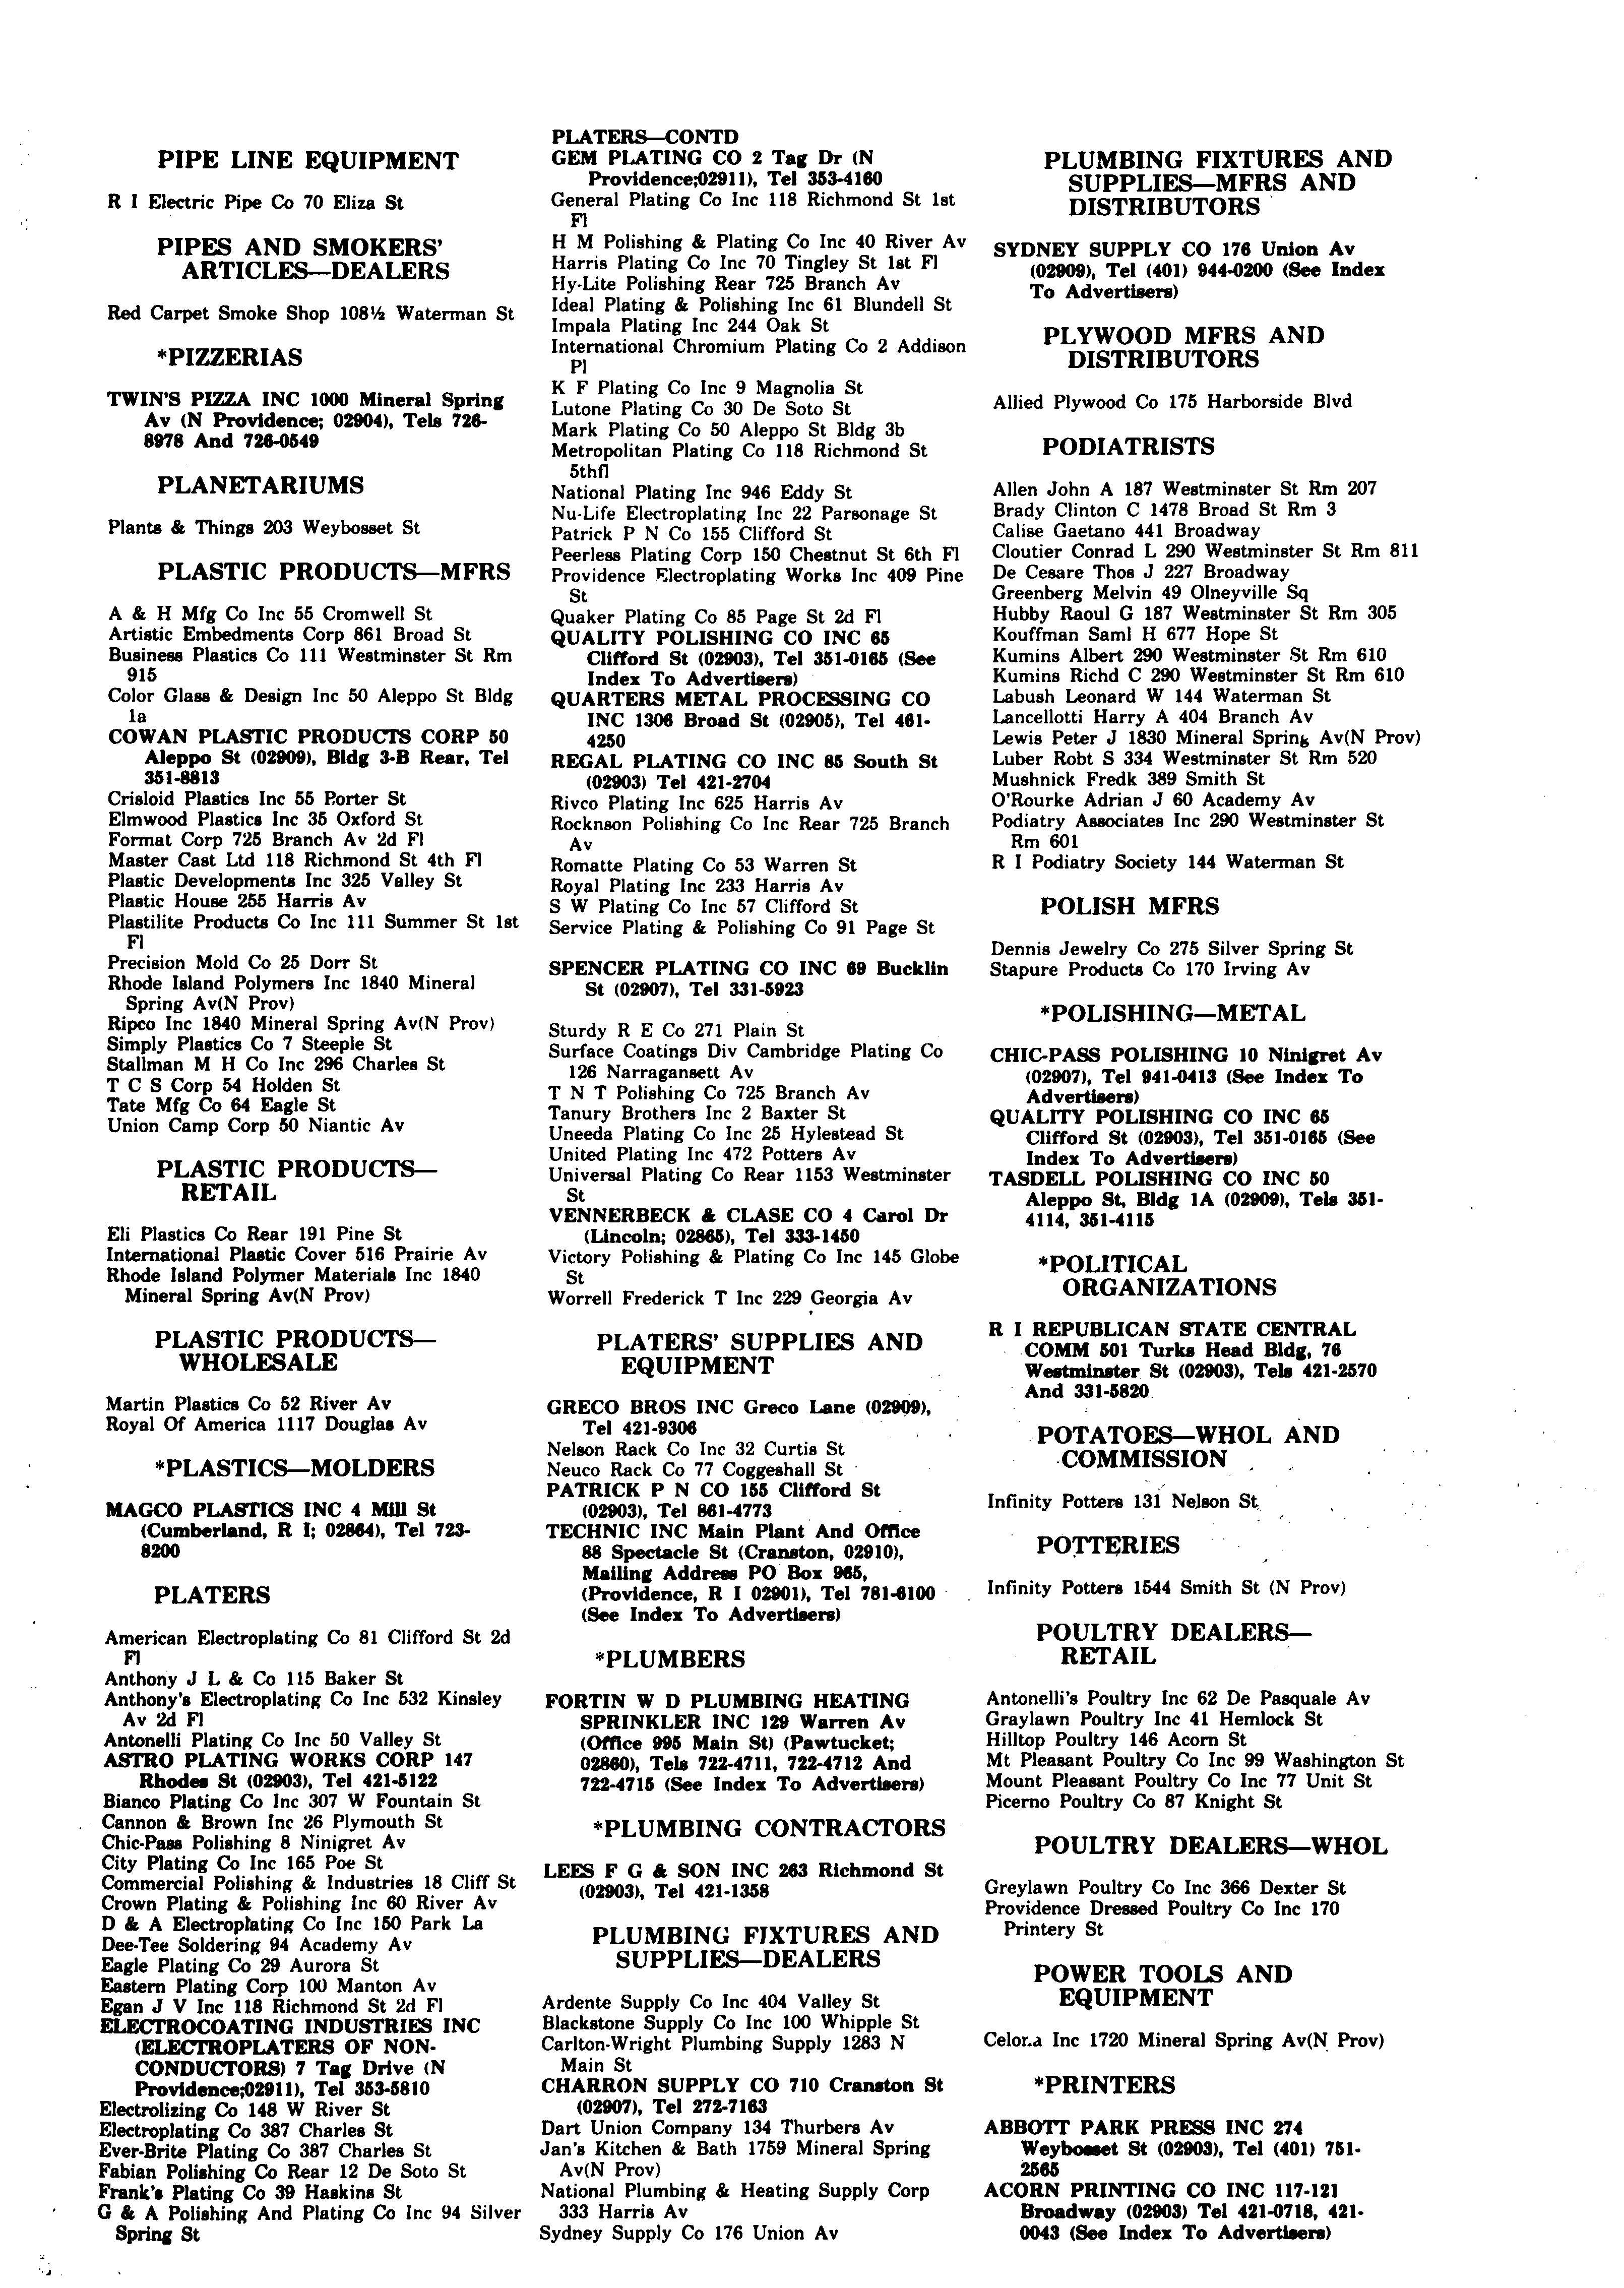 PIPE LINE EQUIPMENT
R I Electric Pipe Co 70 Eliza St
PIPES AND SMOKERS'
ARTICLES—DEALERS
Red Carpet Smoke Shop 108½ Waterman St
*PIZZERIAS
TWIN'S PIZZA INC 1000 Mineral Spring
Av (N Providence; 02904), Tels 726-
8978 And 726-0549
PLANETARIUMS
Plants & Things 203 Weybosset St
PLASTIC PRODUCTS—MFRS
A & H Mfg Co Inc 55 Cromwell St
Artistic Embedments Corp 861 Broad St
Business Plastics Co 111 Westminster St Rm
915
Color Glass & Design Inc 50 Aleppo St Bldg
1a
COWAN PLASTIC PRODUCTS CORP 50
Aleppo St (02909), Bldg 3-B Rear, Tel
351-8813
Crisloid Plastics Inc 55 Porter St
Elmwood Plastics Inc 35 Oxford St
Format Corp 725 Branch Av 2d Fl
Master Cast Ltd 118 Richmond St 4th Fl
Plastic Developments Inc 325 Valley St
Plastic House 255 Harris Av
Plastilite Products Co Inc 111 Summer St 1st
Fl
Precision Mold Co 25 Dorr St
Rhode Island Polymers Inc 1840 Mineral
Spring Av(N Prov)
Ripco Inc 1840 Mineral Spring Av(N Prov)
Simply Plastics Co 7 Steeple St
Stallman M H Co Inc 296 Charles St
T C S Corp 54 Holden St
Tate Mfg Co 64 Eagle St
Union Camp Corp 50 Niantic Av
PLASTIC PRODUCTS—
RETAIL
Eli Plastics Co Rear 191 Pine St
International Plastic Cover 516 Prairie Av
Rhode Island Polymer Materials Inc 1840
Mineral Spring Av(N Prov)
PLASTIC PRODUCTS—
WHOLESALE
Martin Plastics Co 52 River Av
Royal Of America 1117 Douglas Av
*PLASTICS—MOLDERS
MAGCO PLASTICS INC 4 Mill St
(Cumberland, R I; 02864), Tel 723-
8200
PLATERS
American Electroplating Co 81 Clifford St 2d
Fl
Anthony J L & Co 115 Baker St
Anthony's Electroplating Co Inc 532 Kinsley
Av 2d Fl
Antonelli Plating Co Inc 50 Valley St
ASTRO PLATING WORKS CORP 147
Rhodes St (02903), Tel 421-5122
Bianco Plating Co Inc 307 W Fountain St
Cannon & Brown Inc 26 Plymouth St
Chic-Pass Polishing 8 Ninigret Av
City Plating Co Inc 165 Poe St
Commercial Polishing & Industries 18 Cliff St
Crown Plating & Polishing Inc 60 River Av
D & A Electroplating Co Inc 150 Park La
Dee-Tee Soldering 94 Academy Av
Eagle Plating Co 29 Aurora St
Eastern Plating Corp 100 Manton Av
Egan J V Inc 118 Richmond St 2d Fl
ELECTROCOATING INDUSTRIES INC
(ELECTROPLATERS OF NON-
CONDUCTORS) 7 Tag Drive (N
Providence;02911), Tel 353-5810
Electrolizing Co 148 W River St
Electroplating Co 387 Charles St
Ever-Brite Plating Co 387 Charles St
Fabian Polishing Co Rear 12 De Soto St
Frank's Plating Co 39 Haskins St
G & A Polishing And Plating Co Inc 94 Silver
Spring St
PLATERS—CONTD
GEM PLATING CO 2 Tag Dr (N
Providence;02911), Tel 353-4160
General Plating Co Inc 118 Richmond St 1st
Fl
H M Polishing & Plating Co Inc 40 River Av
Harris Plating Co Inc 70 Tingley St 1st Fl
Hy-Lite Polishing Rear 725 Branch Av
Ideal Plating & Polishing Inc 61 Blundell St
Impala Plating Inc 244 Oak St
International Chromium Plating Co 2 Addison
Pl
K F Plating Co Inc 9 Magnolia St
Lutone Plating Co 30 De Soto St
Mark Plating Co 50 Aleppo St Bldg 3b
Metropolitan Plating Co 118 Richmond St
5thfl
National Plating Inc 946 Eddy St
Nu-Life Electroplating Inc 22 Parsonage St
Patrick P N Co 155 Clifford St
Peerless Plating Corp 150 Chestnut St 6th Fl
Providence Electroplating Works Inc 409 Pine
St
Quaker Plating Co 85 Page St 2d Fl
QUALITY POLISHING CO INC 65
Clifford St (02903), Tel 351-0165 (See
Index To Advertisers)
QUARTERS METAL PROCESSING CO
INC 1306 Broad St (02905), Tel 461-
4250
REGAL PLATING CO INC 85 South St
(02903) Tel 421-2704
Rivco Plating Inc 625 Harris Av
Rocknson Polishing Co Inc Rear 725 Branch
Av
Romatte Plating Co 53 Warren St
Royal Plating Inc 233 Harris Av
S W Plating Co Inc 57 Clifford St
Service Plating & Polishing Co 91 Page St
SPENCER PLATING CO INC 69 Bucklin
St (02907), Tel 331-5923
Sturdy R E Co 271 Plain St
Surface Coatings Div Cambridge Plating Co
126 Narragansett Av
T N T Polishing Co 725 Branch Av
Tanury Brothers Inc 2 Baxter St
Uneeda Plating Co Inc 25 Hylestead St
United Plating Inc 472 Potters Av
Universal Plating Co Rear 1153 Westminster
St
VENNERBECK & CLASE CO 4 Carol Dr
(Lincoln; 02865), Tel 333-1450
Victory Polishing & Plating Co Inc 145 Globe
St
Worrell Frederick T Inc 229 Georgia Av
PLATERS' SUPPLIES AND
EQUIPMENT
GRECO BROS INC Greco Lane (02909),
Tel 421-9306
Nelson Rack Co Inc 32 Curtis St
Neuco Rack Co 77 Coggeshall St
PATRICK P N CO 155 Clifford St
(02903), Tel 861-4773
TECHNIC INC Main Plant And Office
88 Spectacle St (Cranston, 02910),
Mailing Address PO Box 965,
(Providence, R I 02901), Tel 781-6100
(See Index To Advertisers)
*PLUMBERS
FORTIN W D PLUMBING HEATING
SPRINKLER INC 129 Warren Av
(Office 995 Main St) (Pawtucket;
02860), Tels 722-4711, 722-4712 And
722-4715 (See Index To Advertisers)
*PLUMBING CONTRACTORS
LEES F G & SON INC 263 Richmond St
(02903), Tel 421-1358
PLUMBING FIXTURES AND
SUPPLIES—DEALERS
Ardente Supply Co Inc 404 Valley St
Blackstone Supply Co Inc 100 Whipple St
Carlton-Wright Plumbing Supply 1283 N
Main St
CHARRON SUPPLY CO 710 Cranston St
(02907), Tel 272-7163
Dart Union Company 134 Thurbers Av
Jan's Kitchen & Bath 1759 Mineral Spring
Av(N Prov)
National Plumbing & Heating Supply Corp
333 Harris Av
Sydney Supply Co 176 Union Av
PLUMBING FIXTURES AND
SUPPLIES—MFRS AND
DISTRIBUTORS
SYDNEY SUPPLY CO 176 Union Av
(02909), Tel (401) 944-0200 (See Index
To Advertisers)
PLYWOOD MFRS AND
DISTRIBUTORS
Allied Plywood Co 175 Harborside Blvd
PODIATRISTS
Allen John A 187 Westminster St Rm 207
Brady Clinton C 1478 Broad St Rm 3
Calise Gaetano 441 Broadway
Cloutier Conrad L 290 Westminster St Rm 811
De Cesare Thos J 227 Broadway
Greenberg Melvin 49 Olneyville Sq
Hubby Raoul G 187 Westminster St Rm 305
Kouffman Saml H 677 Hope St
Kumins Albert 290 Westminster St Rm 610
Kumins Richd C 290 Westminster St Rm 610
Labush Leonard W 144 Waterman St
Lancellotti Harry A 404 Branch Av
Lewis Peter J 1830 Mineral Spring Av(N Prov)
Luber Robt S 334 Westminster St Rm 520
Mushnick Fredk 389 Smith St
O'Rourke Adrian J 60 Academy Av
Podiatry Associates Inc 290 Westminster St
Rm 601
R I Podiatry Society 144 Waterman St
POLISH MFRS
Dennis Jewelry Co 275 Silver Spring St
Stapure Products Co 170 Irving Av
*POLISHING—METAL
CHIC-PASS POLISHING 10 Ninigret Av
(02907), Tel 941-0413 (See Index To
Advertisers)
QUALITY POLISHING CO INC 65
Clifford St (02903), Tel 351-0165 (See
Index To Advertisers)
TASDELL POLISHING CO INC 50
Aleppo St, Bldg 1A (02909), Tels 351-
4114, 351-4115
*POLITICAL
ORGANIZATIONS
R I REPUBLICAN STATE CENTRAL
COMM 501 Turks Head Bldg, 76
Westminster St (02903), Tels 421-2570
And 331-5820
POTATOES—WHOL AND
COMMISSION
Infinity Potters 131 Nelson St
POTTERIES
Infinity Potters 1544 Smith St (N Prov)
POULTRY DEALERS—
RETAIL
Antonelli's Poultry Inc 62 De Pasquale Av
Graylawn Poultry Inc 41 Hemlock St
Hilltop Poultry 146 Acorn St
Mt Pleasant Poultry Co Inc 99 Washington St
Mount Pleasant Poultry Co Inc 77 Unit St
Picerno Poultry Co 87 Knight St
POULTRY DEALERS—WHOL
Greylawn Poultry Co Inc 366 Dexter St
Providence Dressed Poultry Co Inc 170
Printery St
POWER TOOLS AND
EQUIPMENT
Inc 1720 Mineral Spring Av(N Prov)
*PRINTERS
ABBOTT PARK PRESS INC 274
Weybosset St (02903), Tel (401) 751-
2565
ACORN PRINTING CO INC 117-121
Broadway (02903) Tel 421-0718, 421-
0043 (See Index To Advertisers)